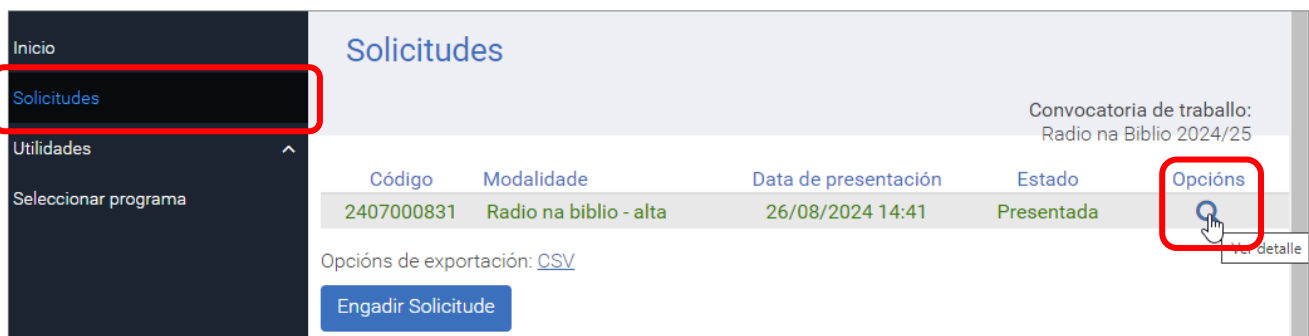 Inicio
Solicitudes
Utilidades
Seleccionar programa
Solicitudes
Convocatoria de traballo:
Radio na Biblio 2024/25
Código Modalidade Data de presentación Estado Opcións
2407000831 Radio na biblio - alta 26/08/2024 14:41 Presentada
Ver detalle
Opcións de exportación: CSV
Engadir Solicitude